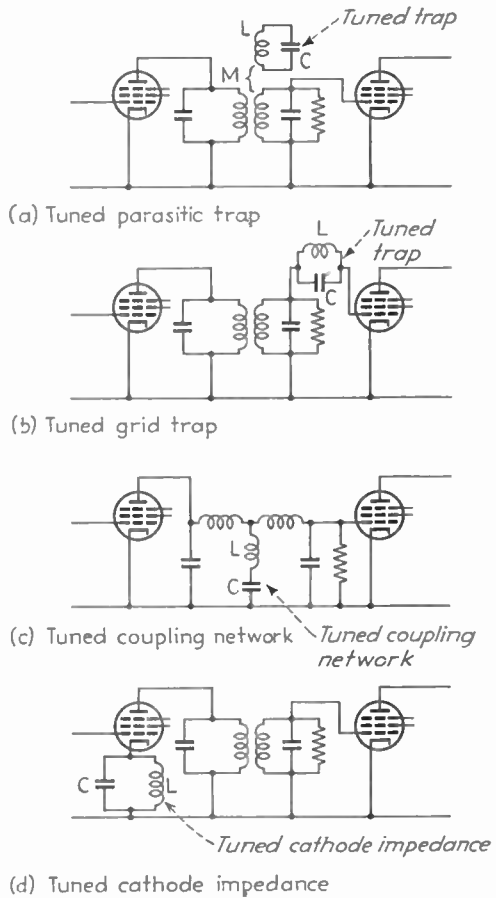 Tuned trap
L
C
M
(a) Tuned parasitic trap
L
Tuned
trap
C
(b) Tuned grid trap
L
C
(c) Tuned coupling network
Tuned coupling
network
C
L
Tuned cathode impedance
(d) Tuned cathode impedance